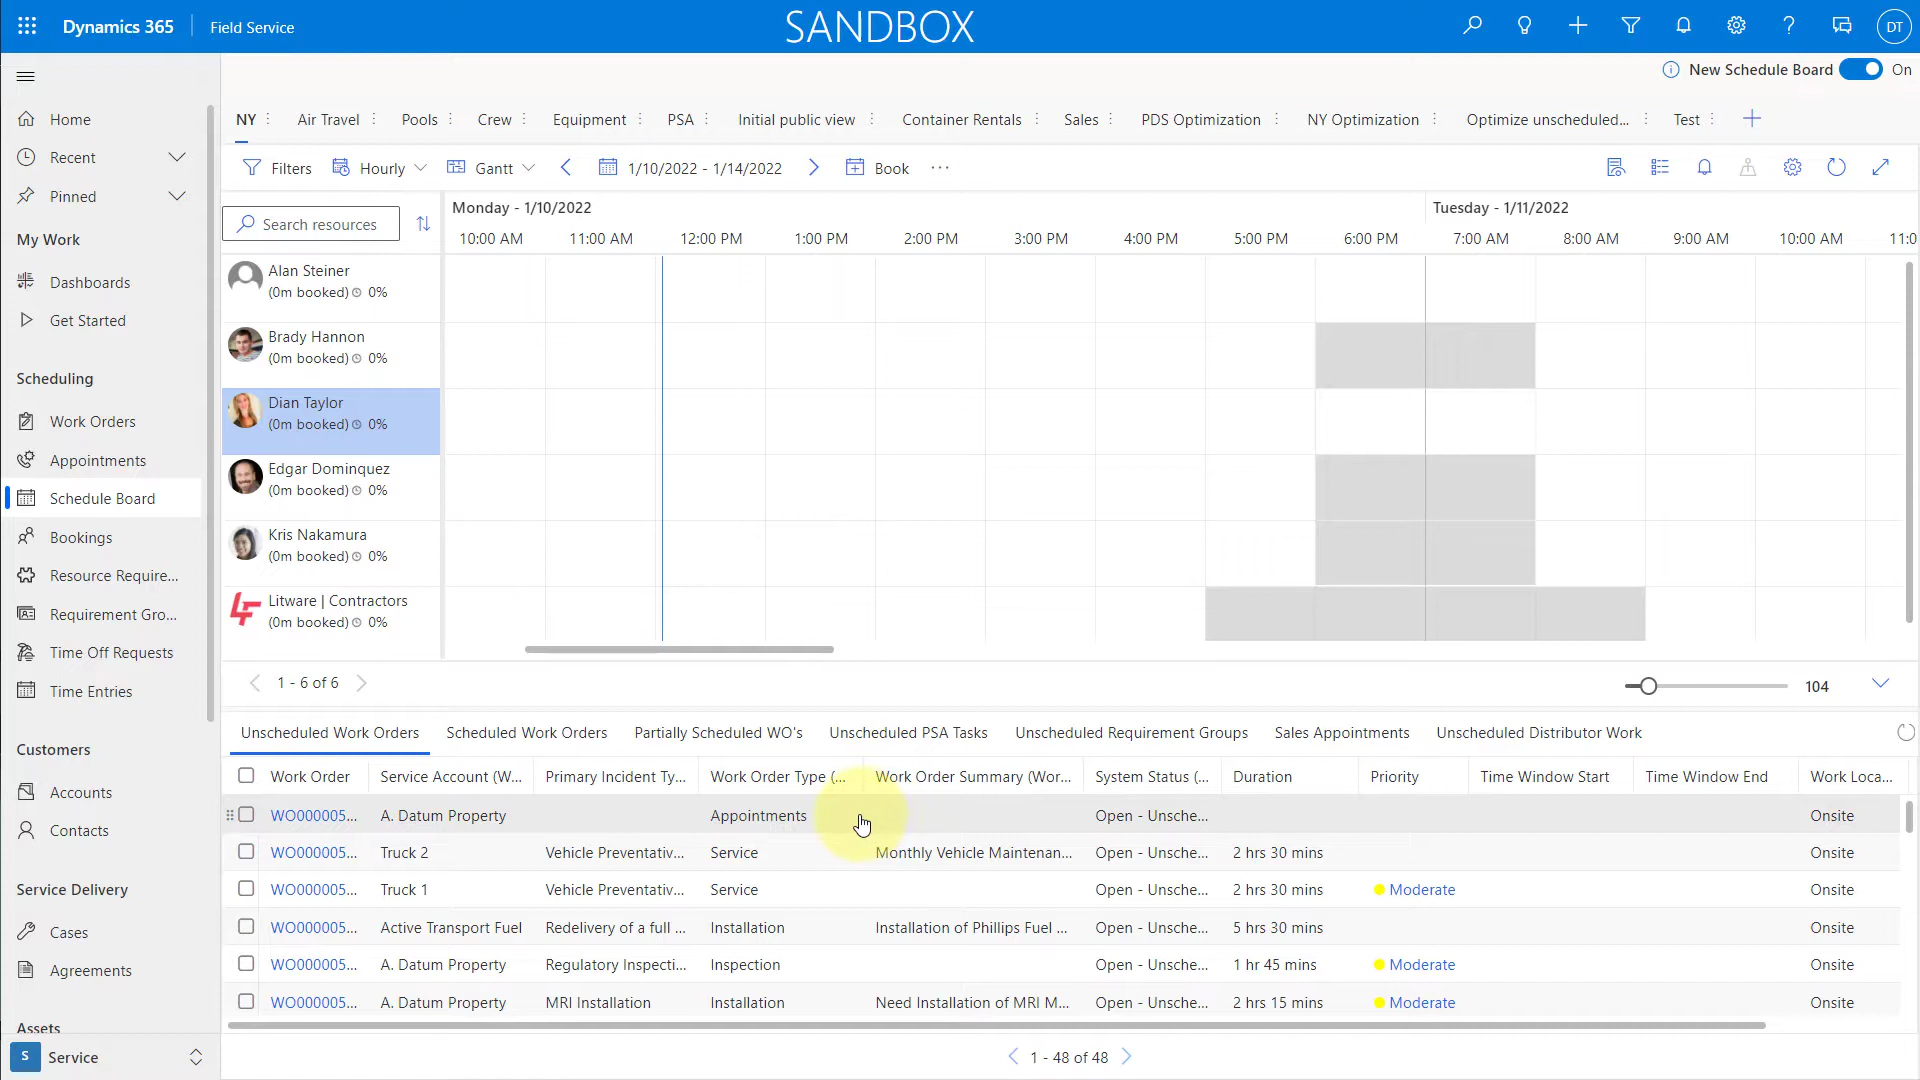 Dynamics 365 Field Service SANDBOX DT
New Schedule Board On
Home
Recent
Pinned
My Work
Dashboards
Get Started
Scheduling
Work Orders
Appointments
Schedule Board
Bookings
Resource Require...
Requirement Gro...
Time Off Requests
Time Entries
Customers
Accounts
Contacts
Service Delivery
Cases
Agreements
Assets
S Service
NY Air Travel Pools Crew Equipment PSA Initial public view Container Rentals Sales PDS Optimization NY Optimization Optimize unscheduled... Test
Filters Hourly Gantt 1/10/2022 - 1/14/2022 Book ...
Search resources
Monday - 1/10/2022 Tuesday - 1/11/2022
10:00 AM 11:00 AM 12:00 PM 1:00 PM 2:00 PM 3:00 PM 4:00 PM 5:00 PM 6:00 PM 7:00 AM 8:00 AM 9:00 AM 10:00 AM 11:0
Alan Steiner
(0m booked) 0%
Brady Hannon
(0m booked) 0%
Dian Taylor
(0m booked) 0%
Edgar Dominquez
(0m booked) 0%
Kris Nakamura
(0m booked) 0%
Litware | Contractors
(0m booked) 0%
1 - 6 of 6 104
Unscheduled Work Orders Scheduled Work Orders Partially Scheduled WO's Unscheduled PSA Tasks Unscheduled Requirement Groups Sales Appointments Unscheduled Distributor Work
Work Order Service Account (W... Primary Incident Ty... Work Order Type (... Work Order Summary (Wor... System Status (... Duration Priority Time Window Start Time Window End Work Loca...
WO000005... A. Datum Property Appointments Open - Unsche... Onsite
WO000005... Truck 2 Vehicle Preventativ... Service Monthly Vehicle Maintenan... Open - Unsche... 2 hrs 30 mins Onsite
WO000005... Truck 1 Vehicle Preventativ... Service Open - Unsche... 2 hrs 30 mins Moderate Onsite
WO000005... Active Transport Fuel Redelivery of a full ... Installation Installation of Phillips Fuel ... Open - Unsche... 5 hrs 30 mins Onsite
WO000005... A. Datum Property Regulatory Inspecti... Inspection Open - Unsche... 1 hr 45 mins Moderate Onsite
WO000005... A. Datum Property MRI Installation Installation Need Installation of MRI M... Open - Unsche... 2 hrs 15 mins Moderate Onsite
1 - 48 of 48